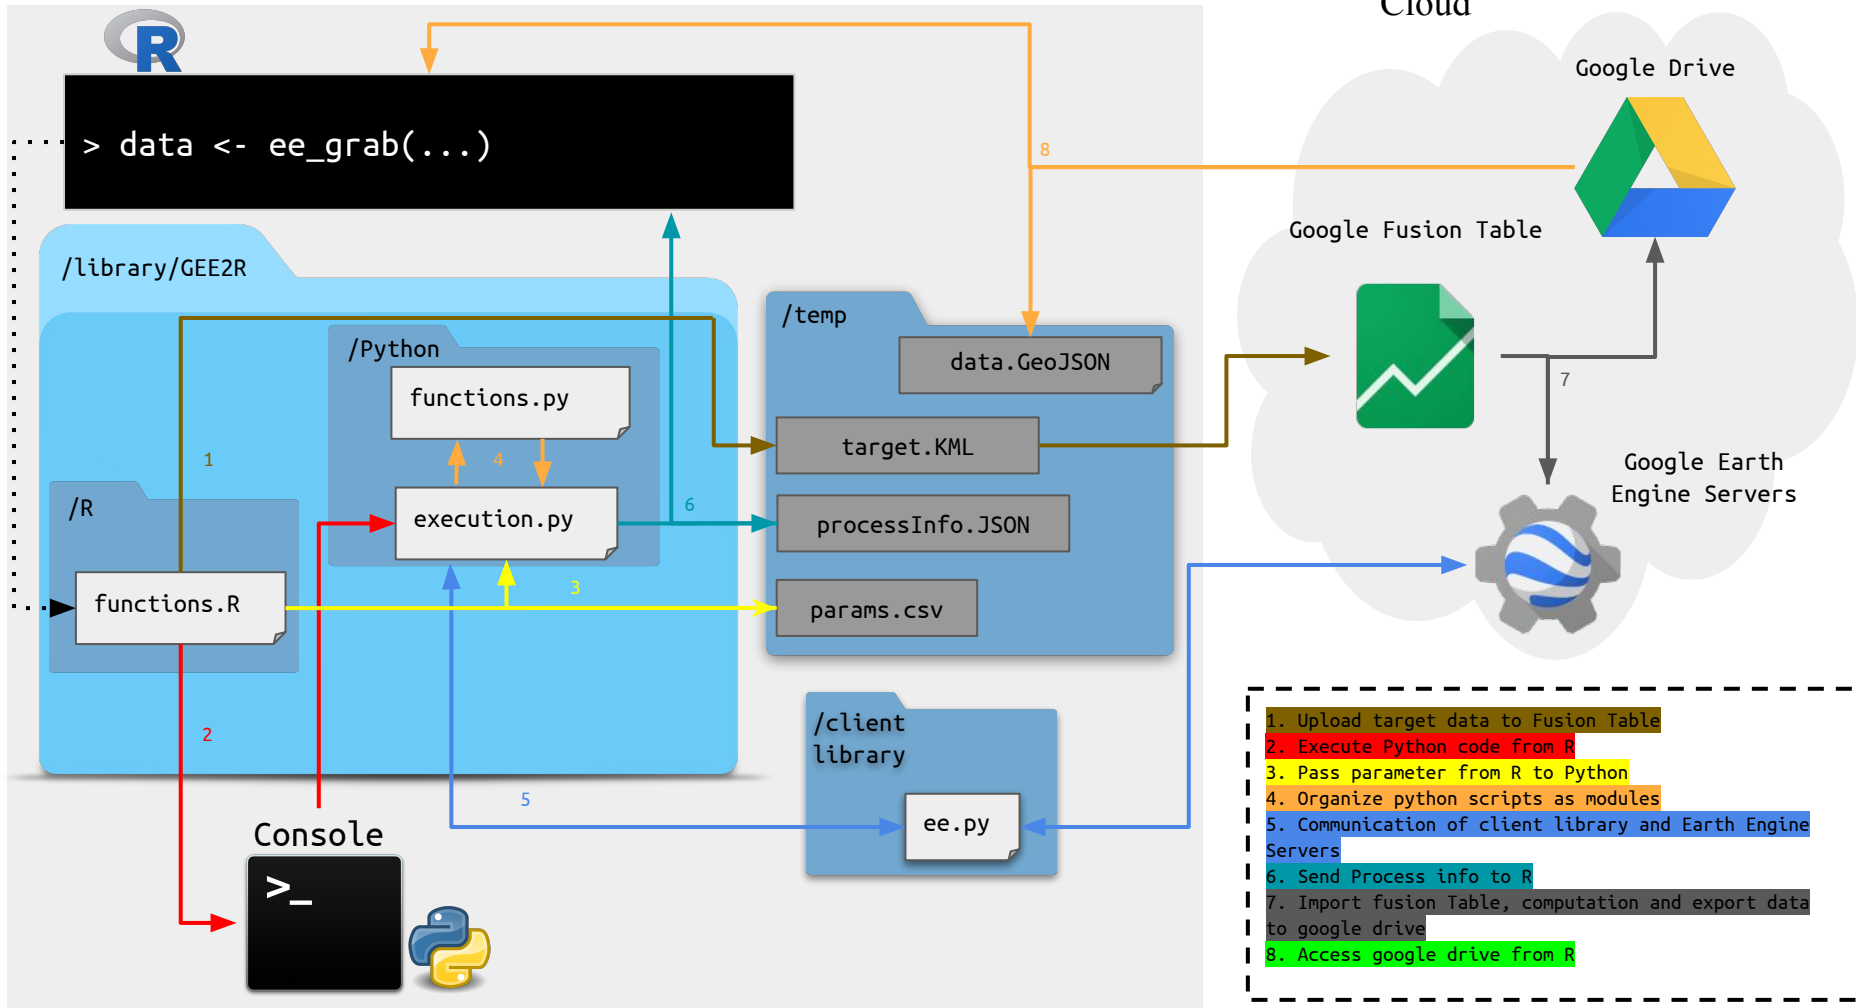 Cloud
R
> data <- ee_grab(...)
8
Google Drive
Google Fusion Table
/library/GEE2R
/temp
/Python
data.GeoJSON
functions.py
7
target.KML
1
4
Google Earth
Engine Servers
/R
6
execution.py
processInfo.JSON
3
functions.R
params.csv
2
/client
library
5
ee.py
Console
>_
1. Upload target data to Fusion Table
2. Execute Python code from R
3. Pass parameter from R to Python
4. Organize python scripts as modules
5. Communication of client library and Earth Engine
Servers
6. Send Process info to R
7. Import fusion Table, computation and export data
to google drive
8. Access google drive from R